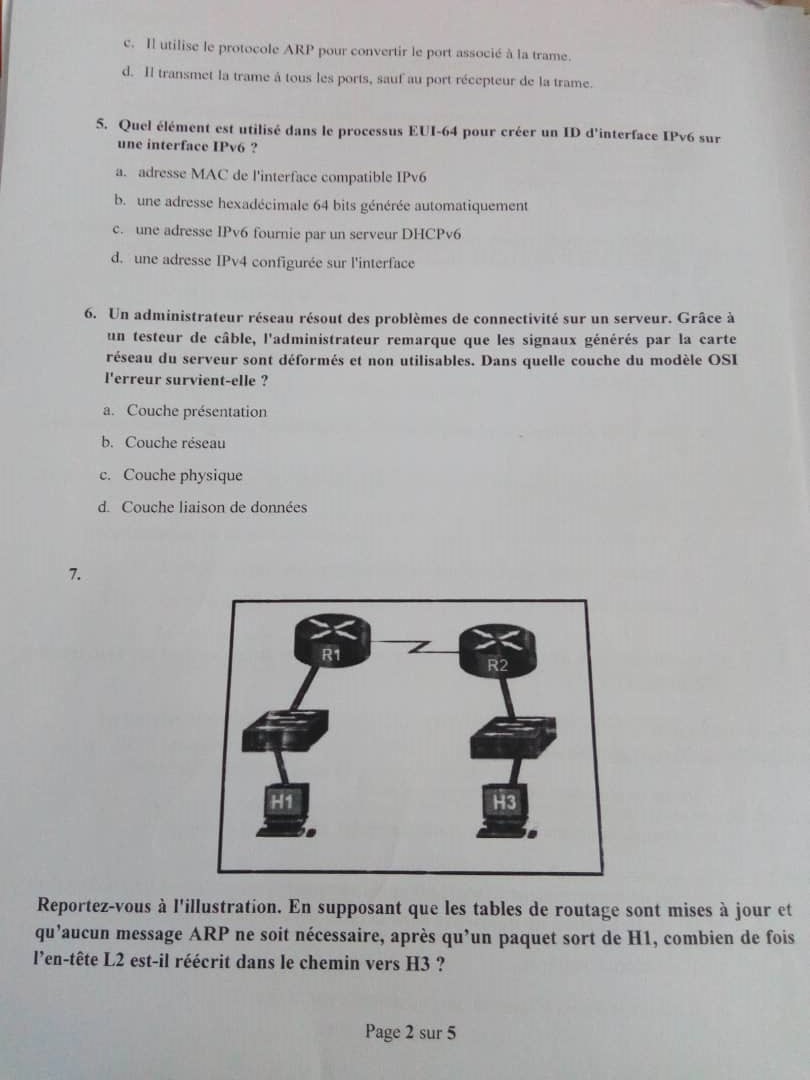 c. Il utilise le protocole ARP pour convertir le port associé à la trame.
d. Il transmet la trame à tous les ports, sauf au port récepteur de la trame.
5. Quel élément est utilisé dans le processus EUI-64 pour créer un ID d'interface IPv6 sur
une interface IPv6 ?
a. adresse MAC de l'interface compatible IPv6
b. une adresse hexadécimale 64 bits générée automatiquement
c. une adresse IPv6 fournie par un serveur DHCPv6
d. une adresse IPv4 configurée sur l'interface
6. Un administrateur réseau résout des problèmes de connectivité sur un serveur. Grâce à
un testeur de câble, l'administrateur remarque que les signaux générés par la carte
réseau du serveur sont déformés et non utilisables. Dans quelle couche du modèle OSI
l'erreur survient-elle ?
a. Couche présentation
b. Couche réseau
c. Couche physique
d. Couche liaison de données
7.
R1
R2
H1
H3
Reportez-vous à l'illustration. En supposant que les tables de routage sont mises à jour et
qu'aucun message ARP ne soit nécessaire, après qu'un paquet sort de H1, combien de fois
l'en-tête L2 est-il réécrit dans le chemin vers H3 ?
Page 2 sur 5